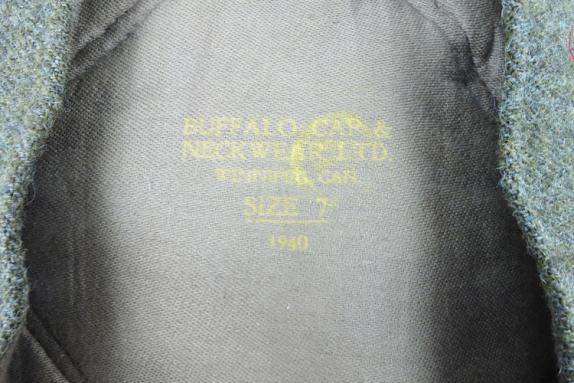 BUFFALO CAP &
NECKWEAR LTD.
WINNIPEG, CAN.
SIZE 7
1940